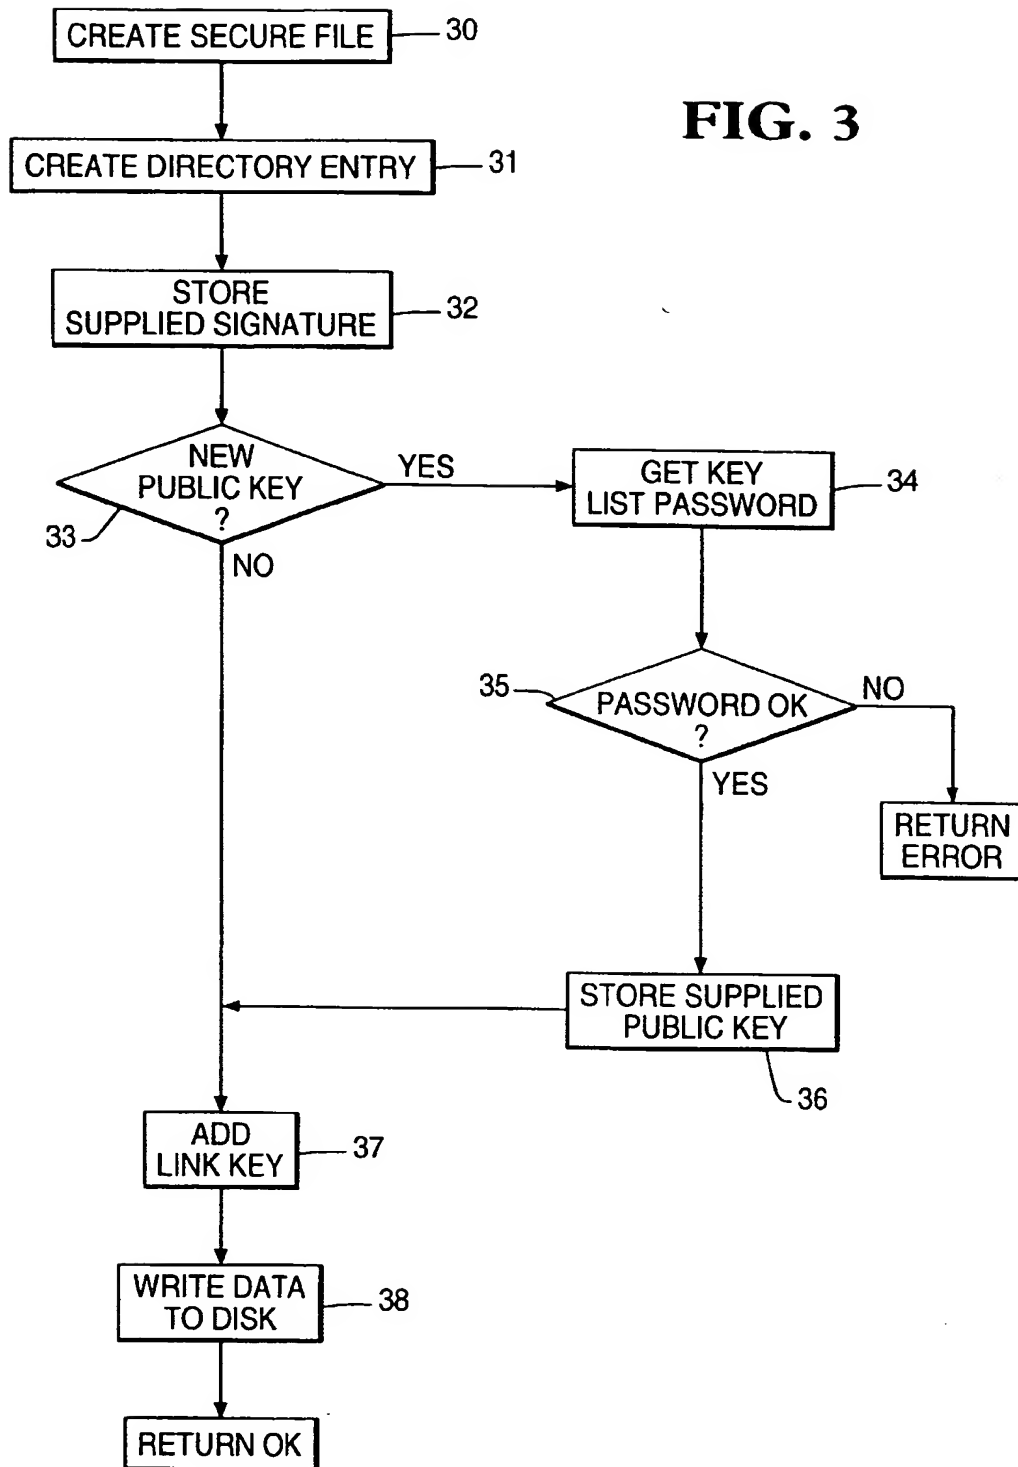 CREATE SECURE FILE
30
FIG. 3
CREATE DIRECTORY ENTRY
31
STORE
SUPPLIED SIGNATURE
32
NEW
PUBLIC KEY
?
33
YES
NO
GET KEY
LIST PASSWORD
34
35
PASSWORD OK
?
NO
YES
RETURN
ERROR
STORE SUPPLIED
PUBLIC KEY
36
ADD
LINK KEY
37
WRITE DATA
TO DISK
38
RETURN OK